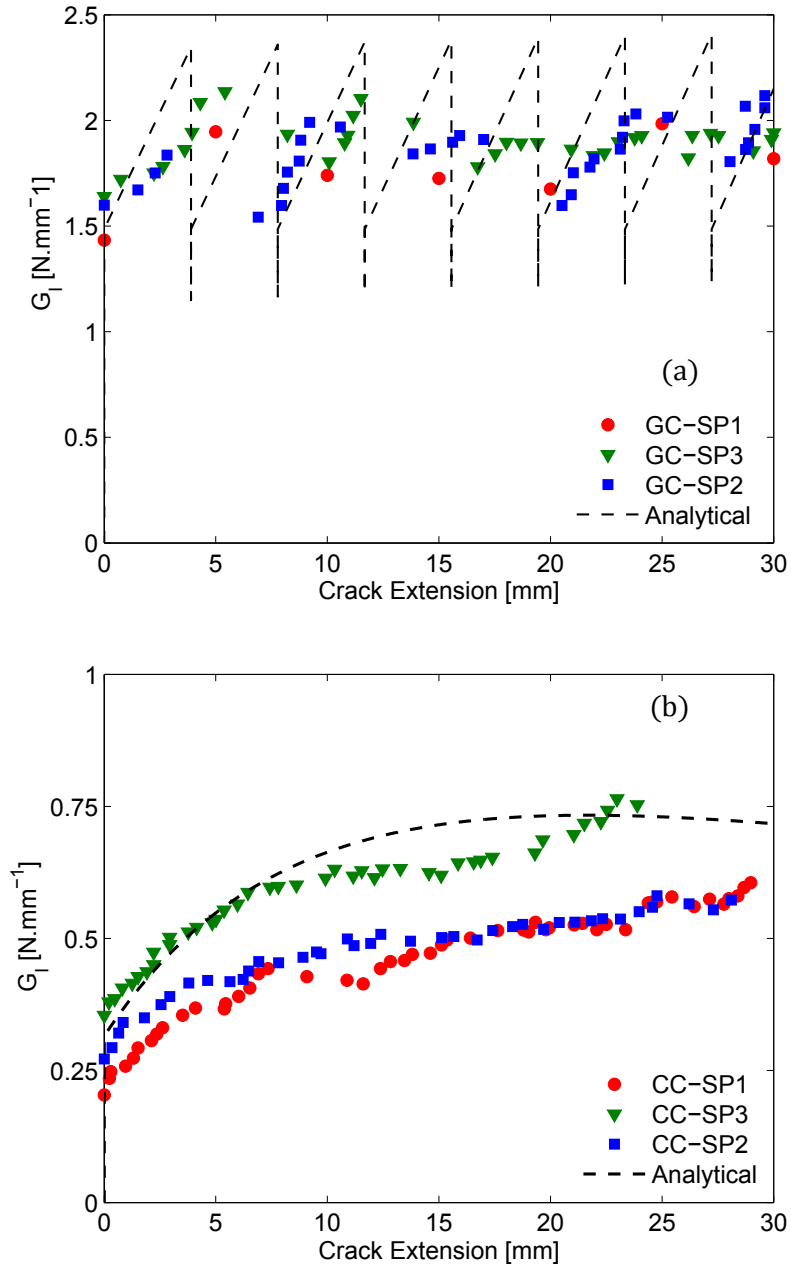 2.5
2
1.5
1
0.5
0
G_I [N.mm⁻1]
(a)
GC−SP1
GC−SP3
GC−SP2
Analytical
0 5 10 15 20 25 30
Crack Extension [mm]
1
0.75
0.5
0.25
0
G_I [N.mm⁻¹]
(b)
CC−SP1
CC−SP3
CC−SP2
Analytical
0 5 10 15 20 25 30
Crack Extension [mm]